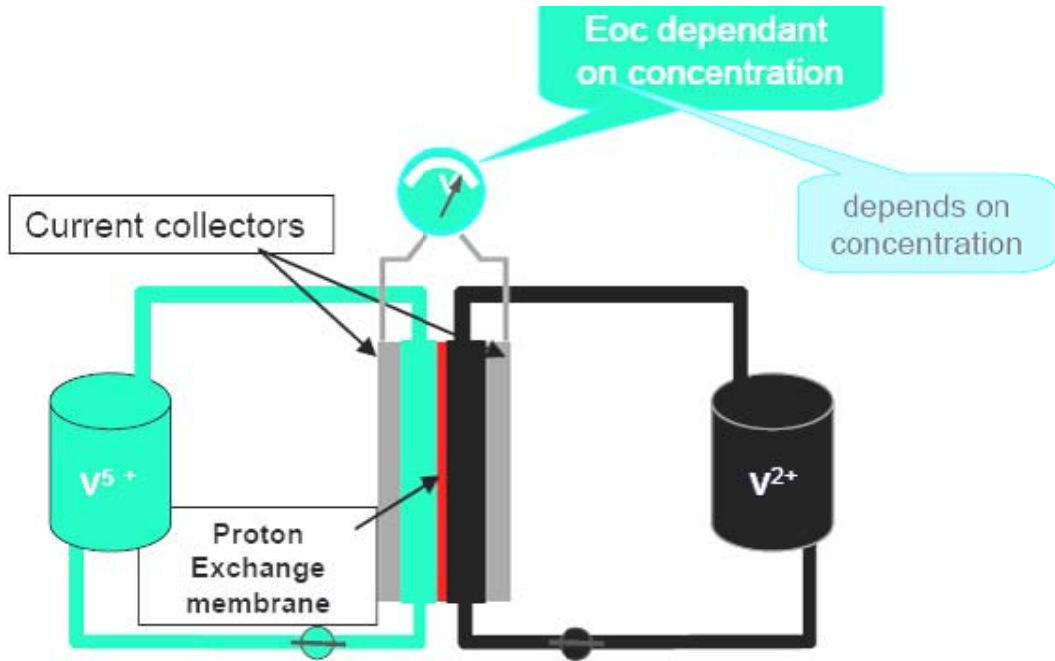 Eoc dependant
on concentration
V
depends on
concentration
Current collectors
V⁵ ⁺
V²⁺
Proton
Exchange
membrane